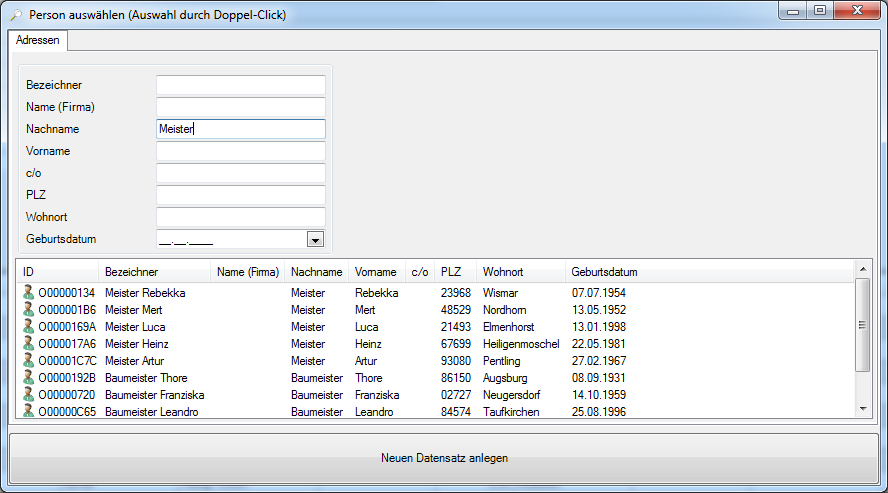 Person auswählen (Auswahl durch Doppel-Click)
Adressen
Bezeichner
Name (Firma)
Nachname Meister
Vorname
c/o
PLZ
Wohnort
Geburtsdatum __.__.____
ID Bezeichner Name (Firma) Nachname Vorname c/o PLZ Wohnort Geburtsdatum
O00000134 Meister Rebekka Meister Rebekka 23968 Wismar 07.07.1954
O000001B6 Meister Mert Meister Mert 48529 Nordhorn 13.05.1952
O0000169A Meister Luca Meister Luca 21493 Elmenhorst 13.01.1998
O000017A6 Meister Heinz Meister Heinz 67699 Heiligenmoschel 22.05.1981
O00001C7C Meister Artur Meister Artur 93080 Pentling 27.02.1967
O0000192B Baumeister Thore Baumeister Thore 86150 Augsburg 08.09.1931
O00000720 Baumeister Franziska Baumeister Franziska 02727 Neugersdorf 14.10.1959
O00000C65 Baumeister Leandro Baumeister Leandro 84574 Taufkirchen 25.08.1996
Neuen Datensatz anlegen